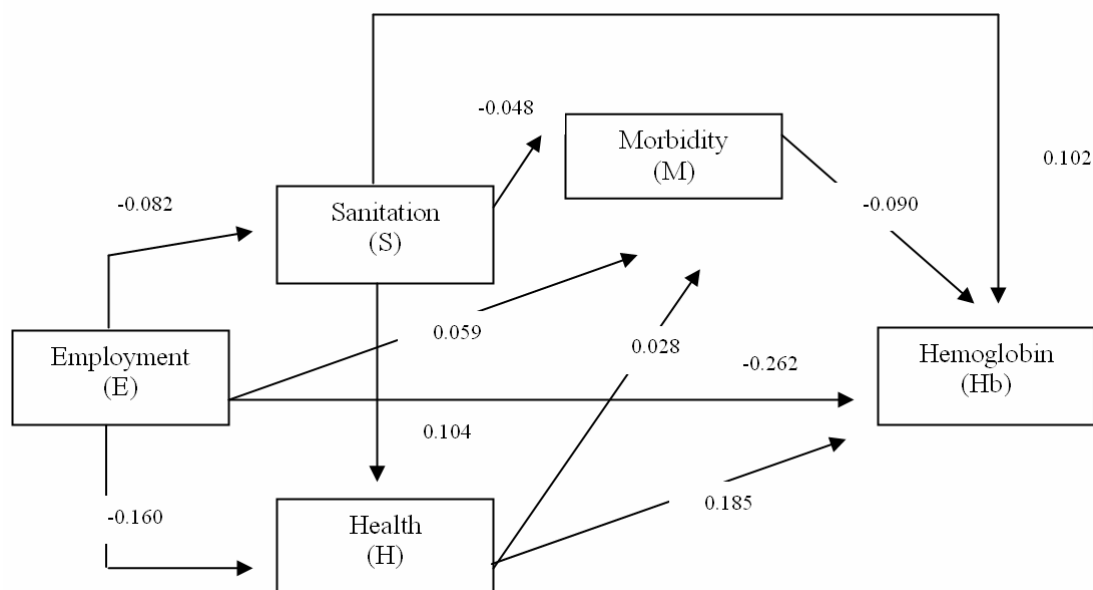 -0.048
Morbidity
(M)
0.102
-0.082
Sanitation
(S)
-0.090
0.059
0.028
Employment
(E)
-0.262
Hemoglobin
(Hb)
0.104
-0.160
Health
(H)
0.185